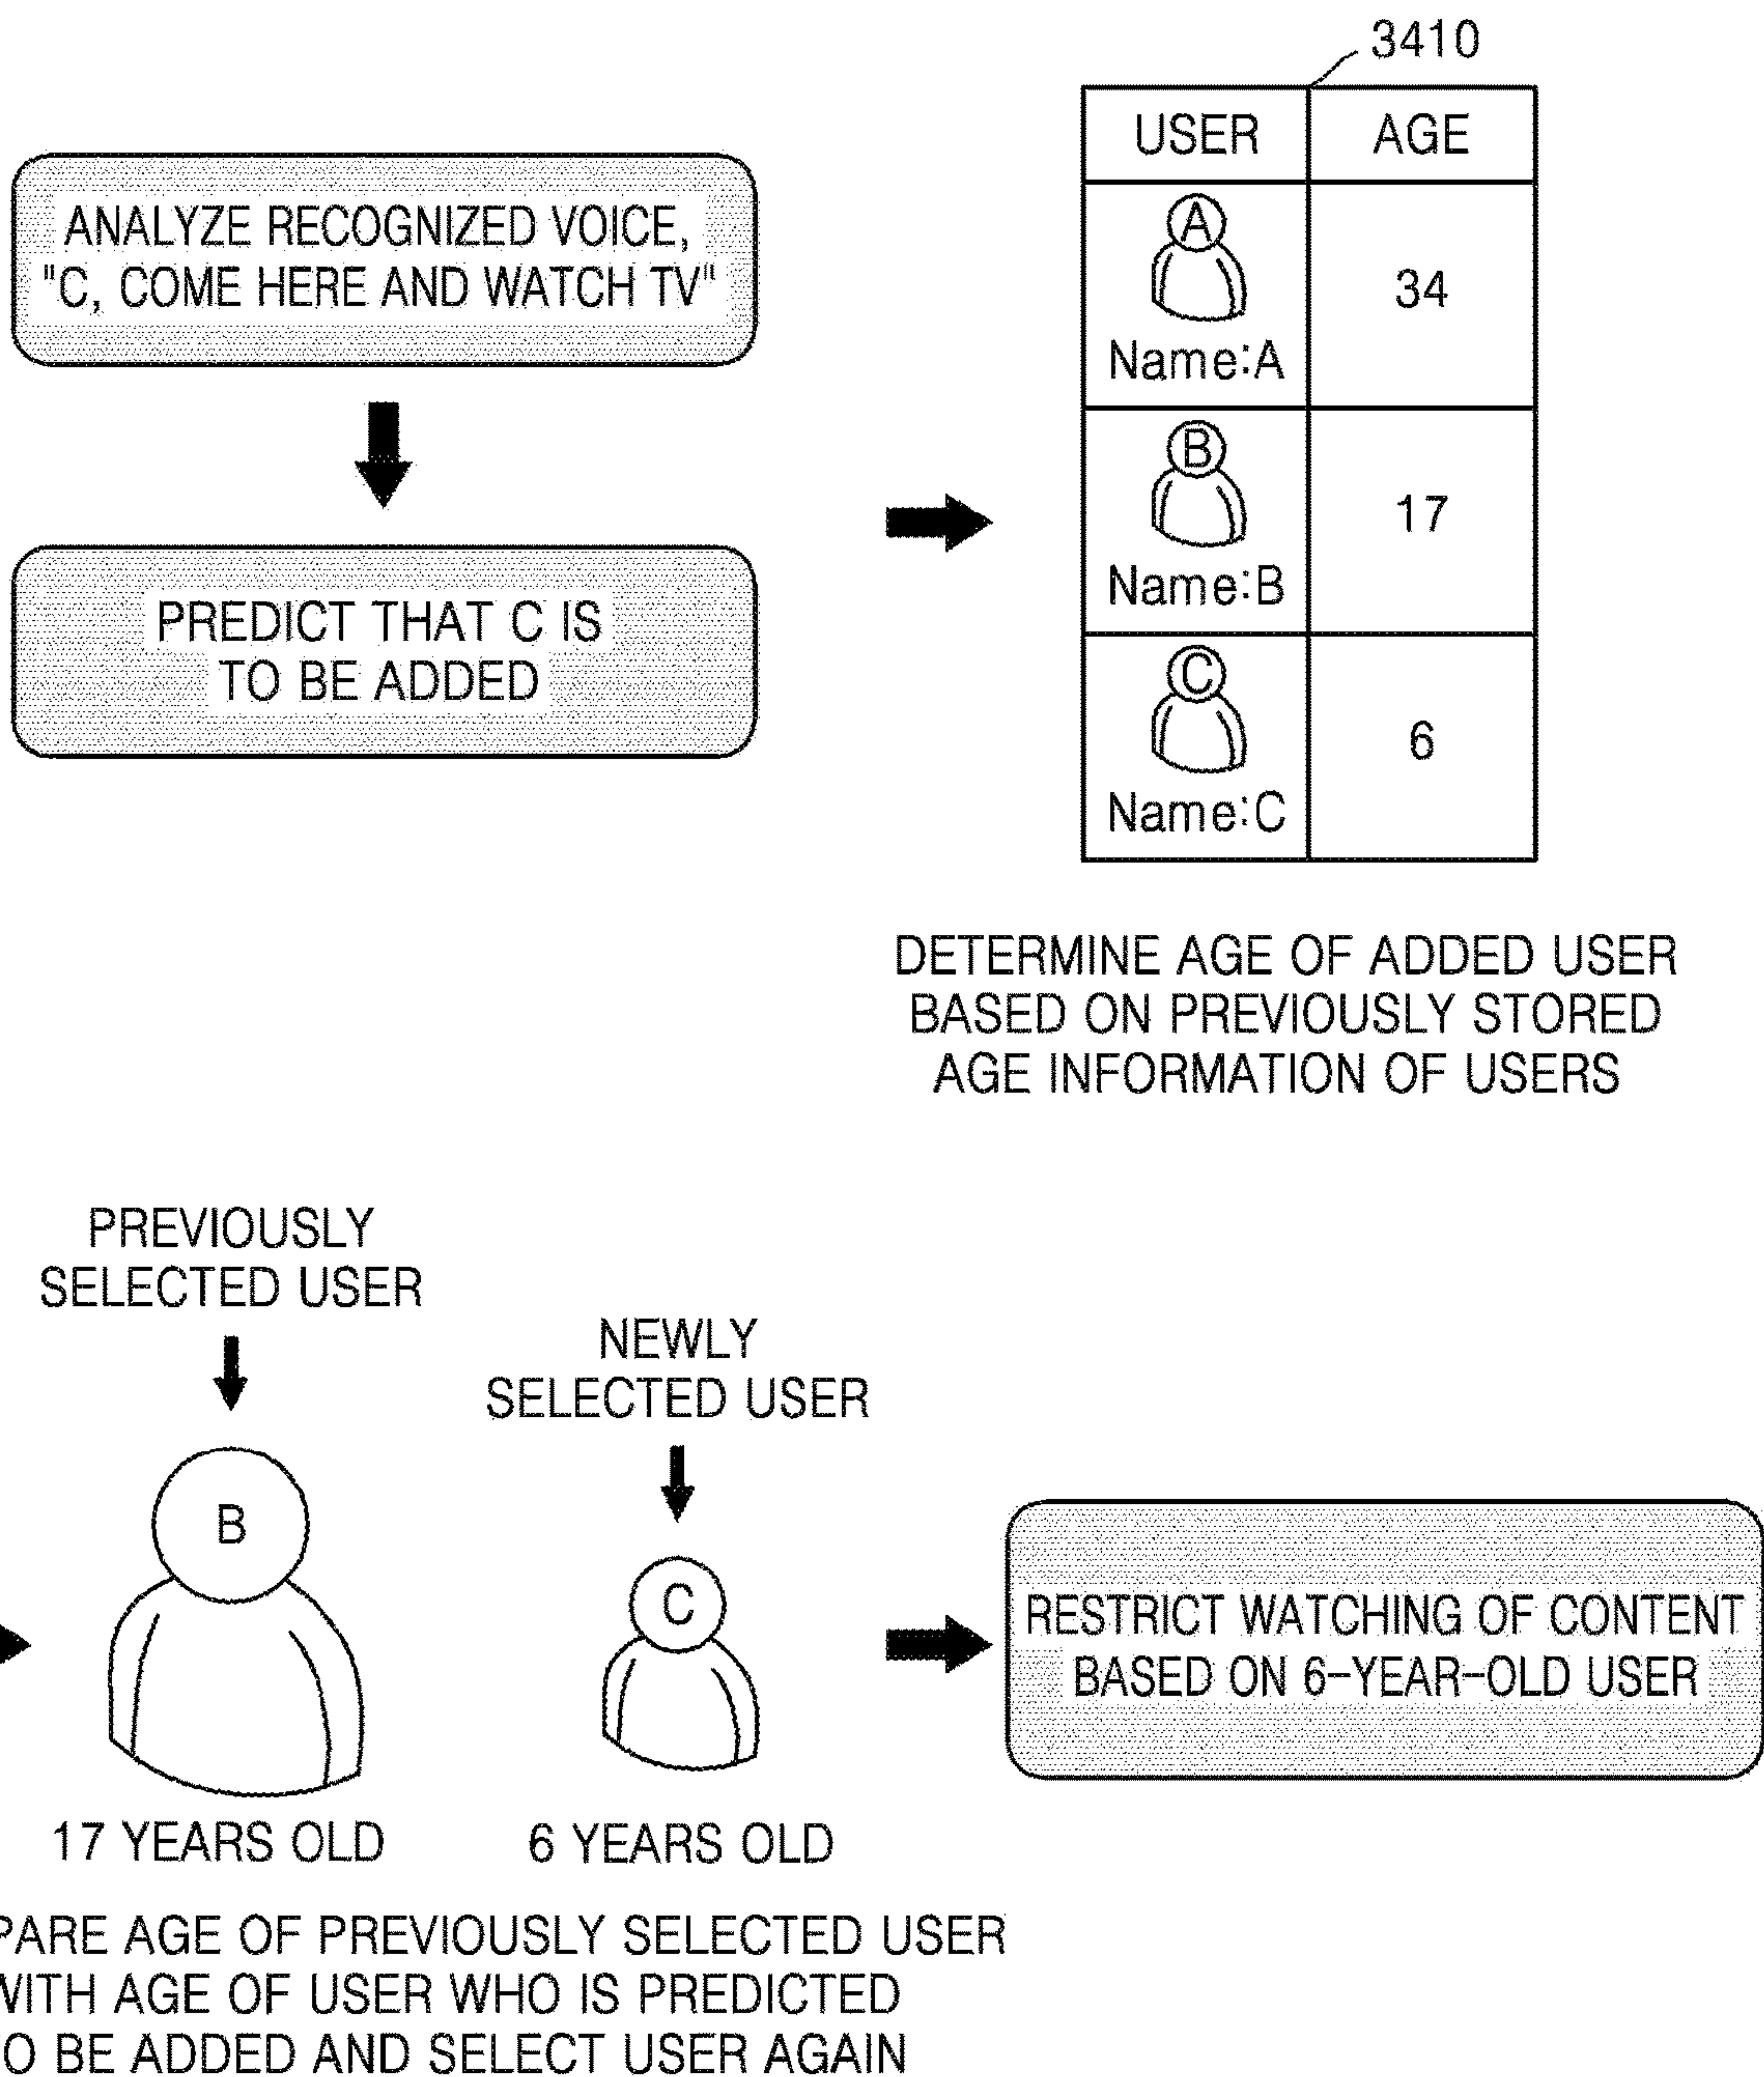 3410
ANALYZE RECOGNIZED VOICE,
"C, COME HERE AND WATCH TV"
PREDICT THAT C IS
TO BE ADDED
USER AGE
A
34
Name:A
B
17
Name:B
C
6
Name:C
DETERMINE AGE OF ADDED USER
BASED ON PREVIOUSLY STORED
AGE INFORMATION OF USERS
PREVIOUSLY
SELECTED USER
B
17 YEARS OLD
NEWLY
SELECTED USER
C
6 YEARS OLD
PARE AGE OF PREVIOUSLY SELECTED USER
WITH AGE OF USER WHO IS PREDICTED
TO BE ADDED AND SELECT USER AGAIN
RESTRICT WATCHING OF CONTENT
BASED ON 6-YEAR-OLD USER